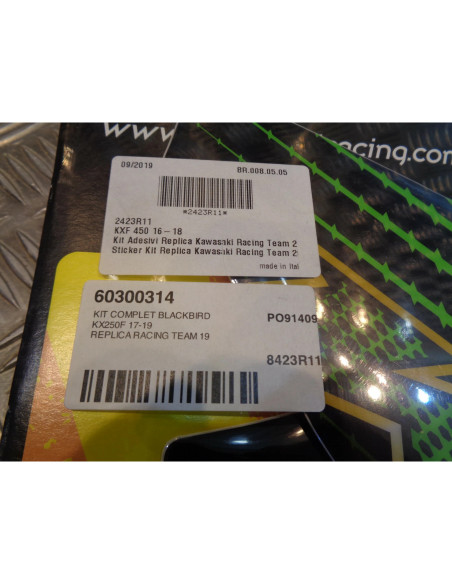 www
racing.com
09/2019 BR.008.05.05
*2423R11*
2423R11
KXF 450 16-18
Kit Adesivi Replica Kawasaki Racing Team 2
Sticker Kit Replica Kawasaki Racing Team 2
made in Ital
60300314
KIT COMPLET BLACKBIRD PO91409
KX250F 17-19
REPLICA RACING TEAM 19
8423R11